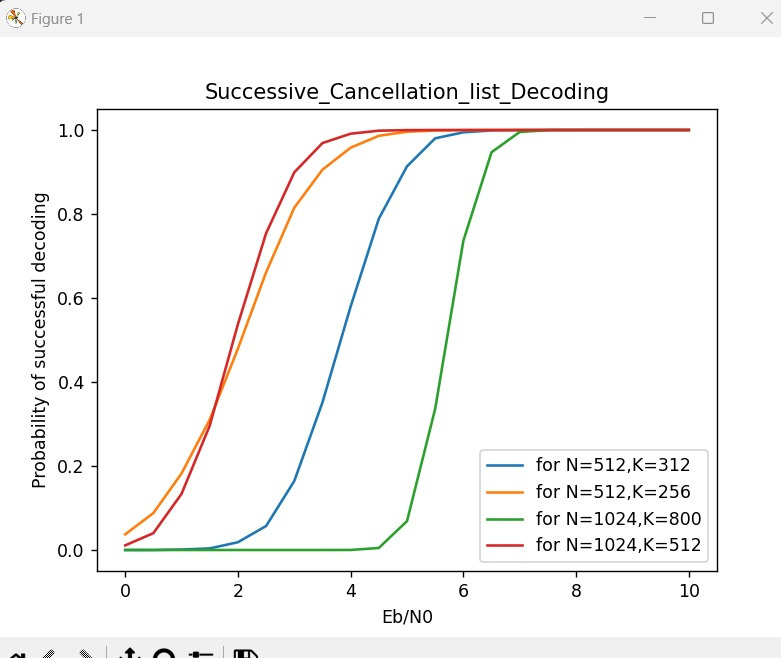 Figure 1
Successive_Cancellation_list_Decoding
Probability of successful decoding
1.0
0.8
0.6
0.4
0.2
0.0
for N=512,K=312
for N=512,K=256
for N=1024,K=800
for N=1024,K=512
0 2 4 6 8 10
Eb/N0